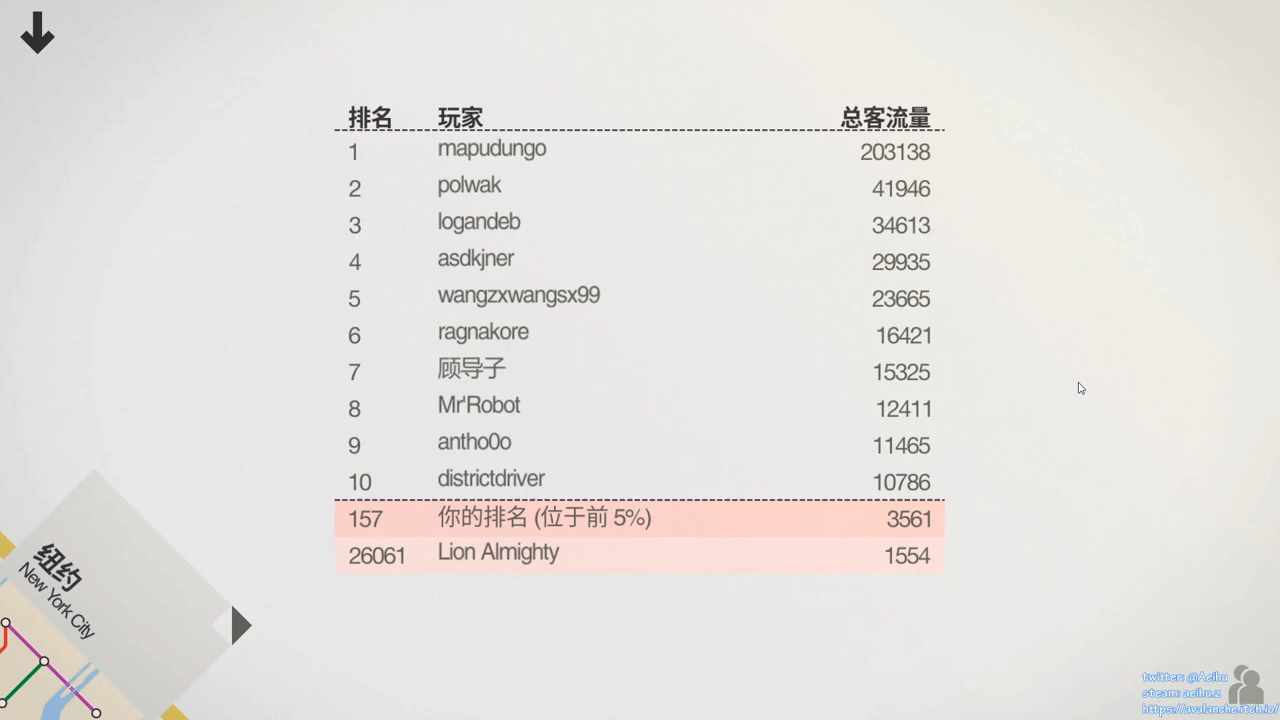 排名 玩家 总客流量
1 mapudungo 203138
2 polwak 41946
3 logandeb 34613
4 asdkjner 29935
5 wangzxwangsx99 23665
6 ragnakore 16421
7 顾导子 15325
8 Mr'Robot 12411
9 antho0o 11465
10 districtdriver 10786
157 你的排名 (位于前 5%) 3561
26061 Lion Almighty 1554
纽约
New York City
twitter: @Aeihu
steam: aeihu.z
https://avalanche.itch.io/